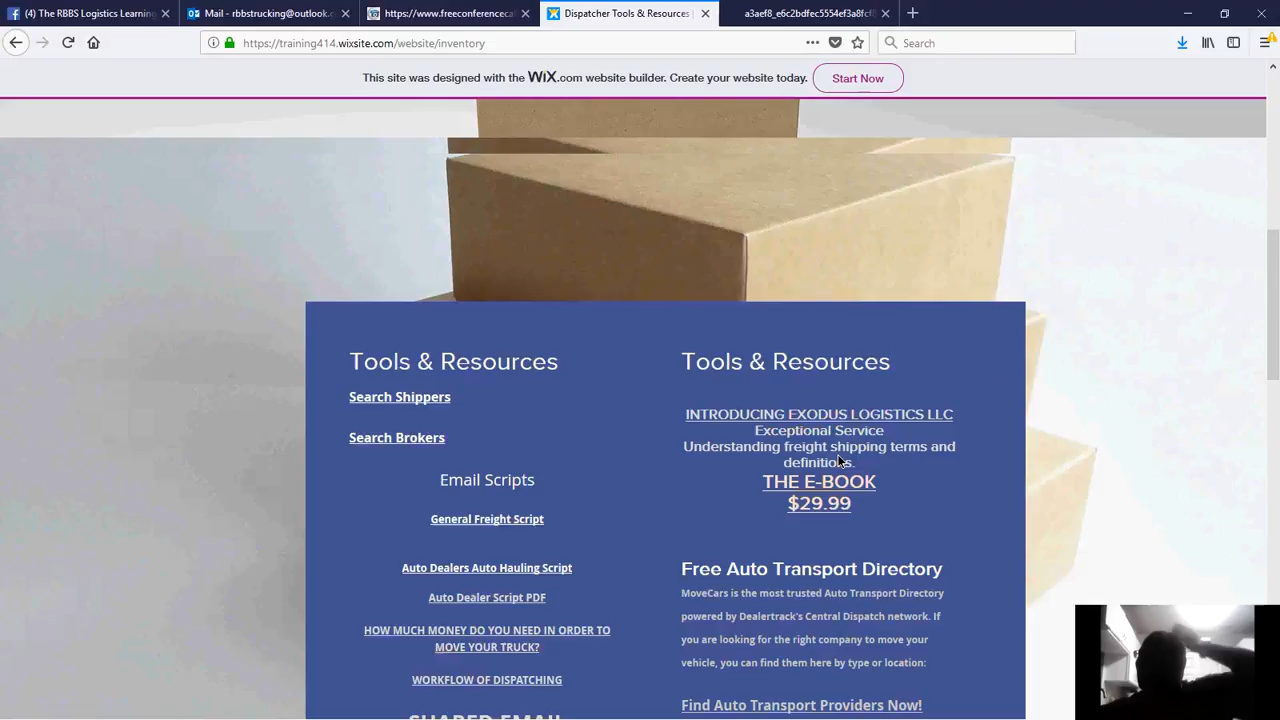 (4) The RBBS Logistics Learning
Mail - rbbstrucking@outlook.c
https://www.freeconferenceca
Dispatcher Tools & Resources |
a3aef8_e6c2bdfec5554ef3a8fcf
https://training414.wixsite.com/website/inventory
Search
This site was designed with the WiX.com website builder. Create your website today.
Start Now
Tools & Resources
Search Shippers
Search Brokers
Email Scripts
General Freight Script
Auto Dealers Auto Hauling Script
Auto Dealer Script PDF
HOW MUCH MONEY DO YOU NEED IN ORDER TO
MOVE YOUR TRUCK?
WORKFLOW OF DISPATCHING
SHARED EMAIL
Tools & Resources
INTRODUCING EXODUS LOGISTICS LLC
Exceptional Service
Understanding freight shipping terms and
definitions.
THE E-BOOK
$29.99
Free Auto Transport Directory
MoveCars is the most trusted Auto Transport Directory
powered by Dealertrack's Central Dispatch network. If
you are looking for the right company to move your
vehicle, you can find them here by type or location:
Find Auto Transport Providers Now!